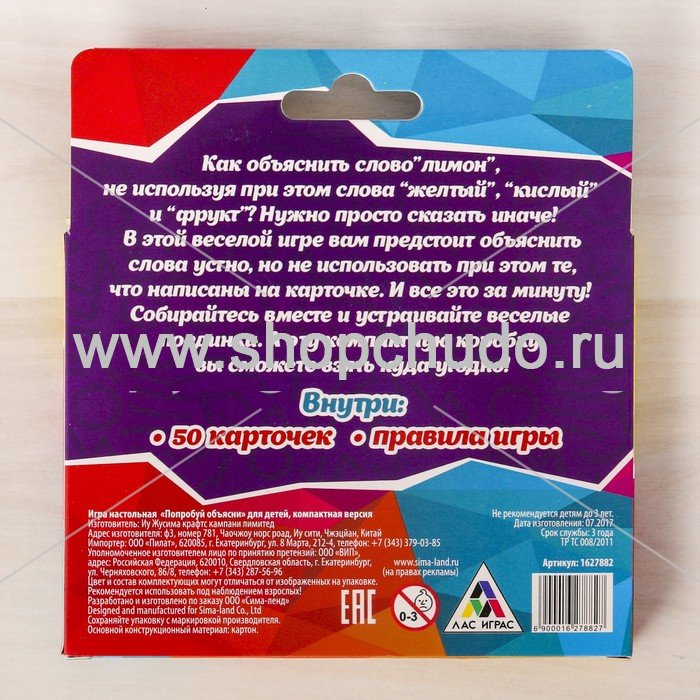 Как объяснить слово"лимон",
не используя при этом слова “желтый”, “кислый”
и “фрукт”? Нужно просто сказать иначе!
В этой веселой игре вам предстоит объяснить
слова устно, но не использовать при этом те,
что написаны на карточке. И все это за минуту!
Собирайтесь вместе и устраивайте веселые
поединки. эту компактную коробку
www.shopchudo.ru
вы сможете взять куда угодно!
Внутри:
• 50 карточек • правила игры
Игра настольная «Попробуй объясни» для детей, компактная версия
Изготовитель: Иу Жусима крафтс кампани лимитед
Адрес изготовителя: ф3, номер 781, Чаочжоу норс роад, Иу сити, Чжэцзян, Китай
Импортер: ООО «Пилат», 620085, г. Екатеринбург, ул. 8 Марта, 212-4, телефон: +7 (343) 379-03-85
Уполномоченное изготовителем лицо по принятию претензий: ООО «ВИП»,
адрес: Российская Федерация, 620010, Свердловская область, г. Екатеринбург,
ул. Черняховского, 86/8, телефон: +7 (343) 287-56-96
Цвет и состав комплектации могут отличаться от изображенных на упаковке.
Рекомендуется использовать под наблюдением взрослых!
Разработано и изготовлено по заказу ООО «Сима-ленд»
Designed and manufactured for Sima-land Co., Ltd
Сохраняйте упаковку с маркировкой производителя.
Основной конструкционный материал: картон.
www.sima-land.ru
(на правах рекламы)
Не рекомендуется детям до 3 лет.
Дата изготовления: 07.2017
Срок службы: 3 года
ТР ТС 008/2011
Артикул: 1627882
EAC
0-3
ЛАС ИГРАС
6 900016 278827